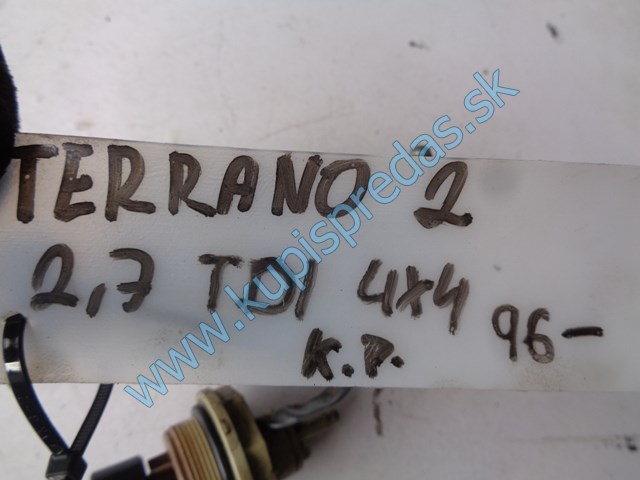 TERRANO 2
2,7 TDI 4x4 96-
K.P.
www.kupispredas.sk